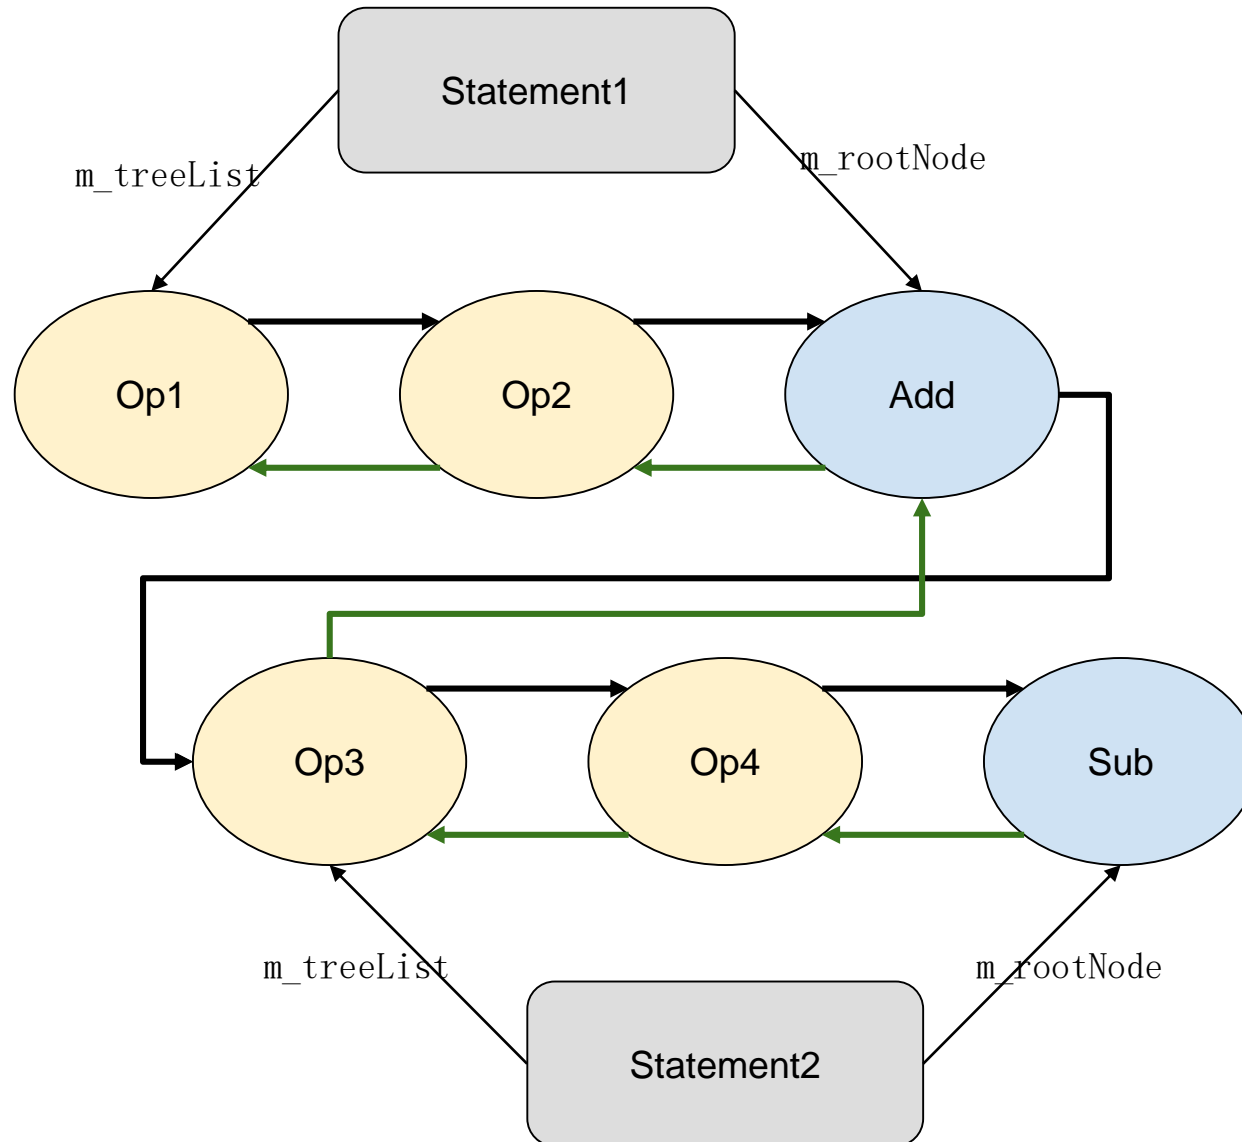 Statement1
m_treeList
m_rootNode
Op1
Op2
Add
Op3
Op4
Sub
m_treeList
m_rootNode
Statement2